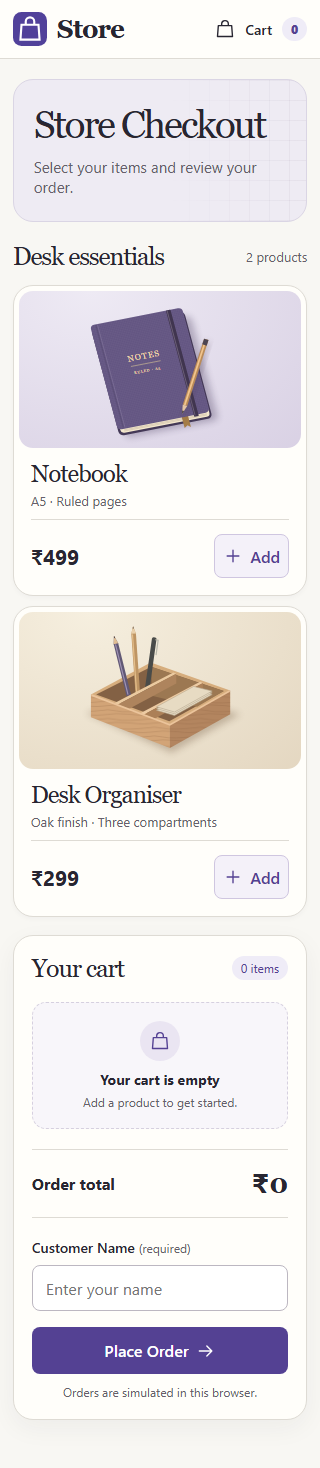 Store
Cart 0
Store Checkout
Select your items and review your
order.
Desk essentials 2 products
NOTES
Notebook
A5 · Ruled pages
₹499 + Add
Desk Organiser
Oak finish · Three compartments
₹299 + Add
Your cart 0 items
Your cart is empty
Add a product to get started.
Order total ₹0
Customer Name (required)
Enter your name
Place Order →
Orders are simulated in this browser.